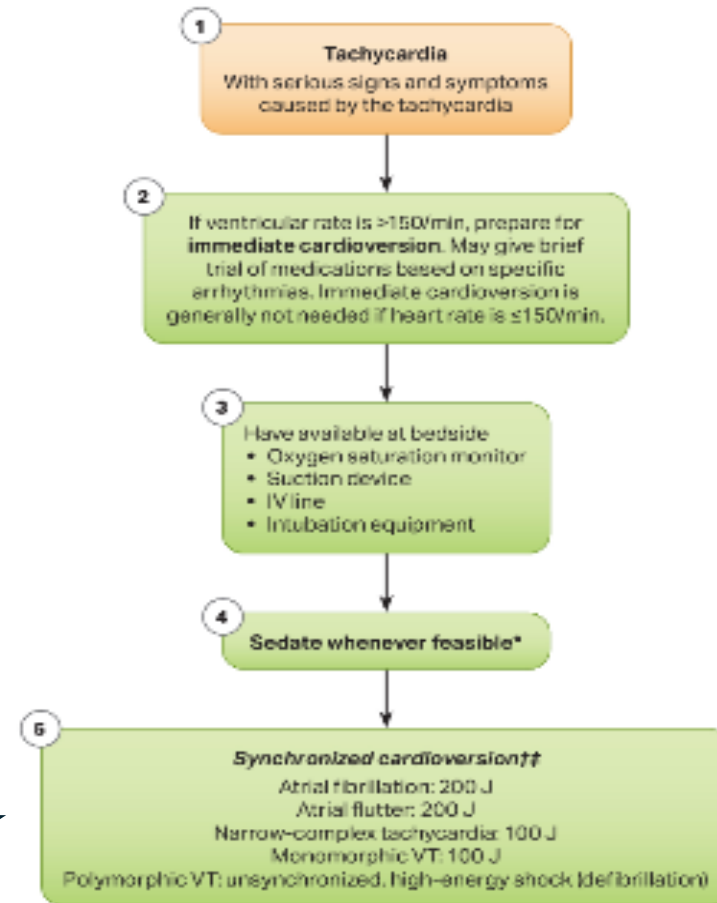 1
Tachycardia
With serious signs and symptoms
caused by the tachycardia
2
If ventricular rate is >150/min, prepare for
immediate cardioversion. May give brief
trial of medications based on specific
arrhythmias. Immediate cardioversion is
generally not needed if heart rate is ≤150/min.
3
Have available at bedside
• Oxygen saturation monitor
• Suction device
• IV line
• Intubation equipment
4
Sedate whenever feasible*
5
Synchronized cardioversion††
Atrial fibrillation: 200 J
Atrial flutter: 200 J
Narrow-complex tachycardia: 100 J
Monomorphic VT: 100 J
Polymorphic VT: unsynchronized, high-energy shock (defibrillation)